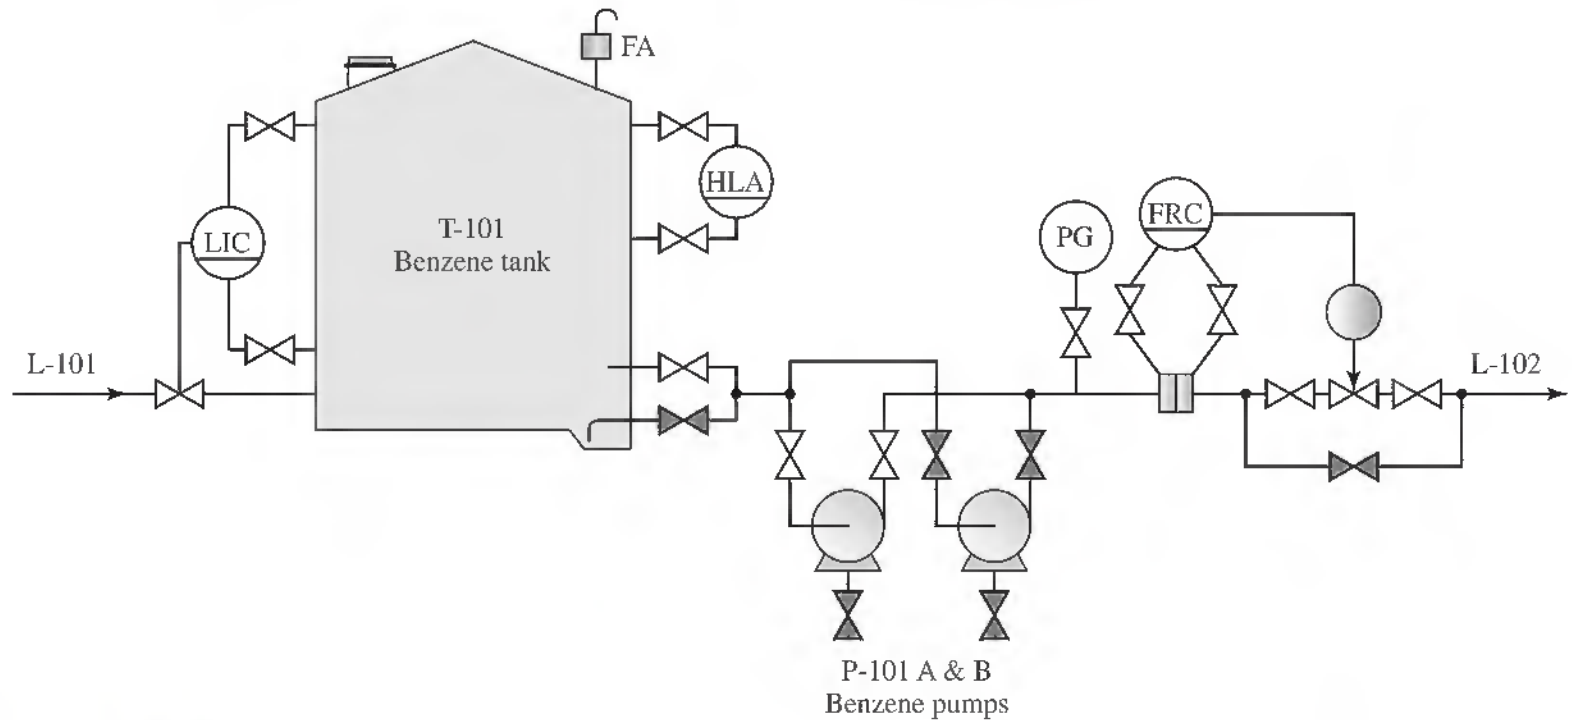 FA
HLA
T-101
Benzene tank
LIC
FRC
PG
L-101
L-102
P-101 A & B
Benzene pumps